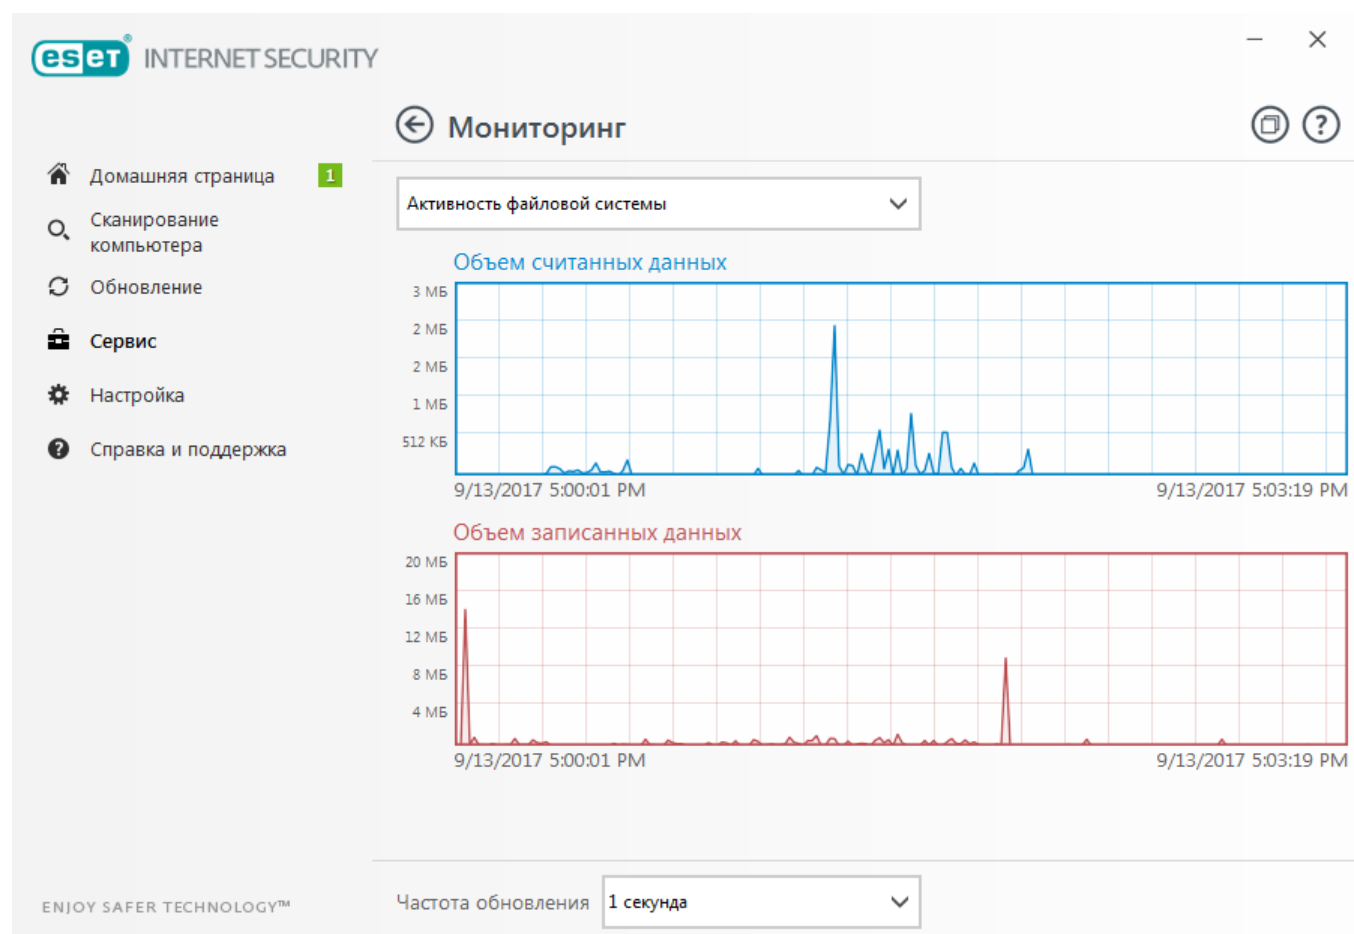 eset® INTERNET SECURITY
Мониторинг
?
Домашняя страница 1
Сканирование
компьютера
Обновление
Сервис
Настройка
Справка и поддержка
Активность файловой системы
Объем считанных данных
3 МБ
2 МБ
2 МБ
1 МБ
512 КБ
9/13/2017 5:00:01 PM 9/13/2017 5:03:19 PM
Объем записанных данных
20 МБ
16 МБ
12 МБ
8 МБ
4 МБ
9/13/2017 5:00:01 PM 9/13/2017 5:03:19 PM
Частота обновления 1 секунда
ENJOY SAFER TECHNOLOGY™